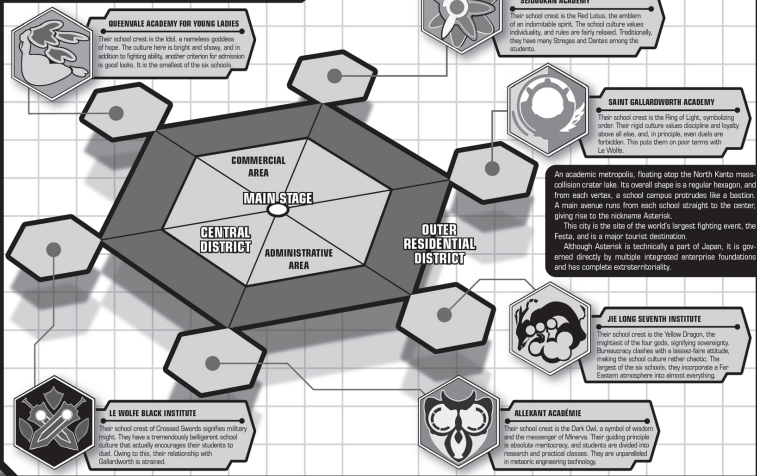 QUEENVALE ACADEMY FOR YOUNG LADIES
Their school crest is the Idol, a nameless goddess
of hope. The culture here is bright and showy, and in
addition to fighting ability, another criterion for admission
is good looks. It is the smallest of the six schools.
SEIDOUKAN ACADEMY
Their school crest is the Red Lotus, the emblem
of an indomitable spirit. The school culture values
individuality, and rules are fairly relaxed. Traditionally,
they have many Stregas and Dantes among the
students.
SAINT GALLARDWORTH ACADEMY
Their school crest is the Ring of Light, symbolizing
order. Their rigid culture values discipline and loyalty
above all else, and, in principle, even duels are
forbidden. This puts them on poor terms with
Le Wolfe.
COMMERCIAL
AREA
MAIN STAGE
CENTRAL
DISTRICT
ADMINISTRATIVE
AREA
OUTER
RESIDENTIAL
DISTRICT
An academic metropolis, floating atop the North Kanto mass-
collision crater lake. Its overall shape is a regular hexagon, and
from each vertex, a school campus protrudes like a bastion.
A main avenue runs from each school straight to the center,
giving rise to the nickname Asterisk.
This city is the site of the world's largest fighting event, the
Festa, and is a major tourist destination.
Although Asterisk is technically a part of Japan, it is gov-
erned directly by multiple integrated enterprise foundations
and has complete extraterritoriality.
JIE LONG SEVENTH INSTITUTE
Their school crest is the Yellow Dragon, the
mightiest of the four gods, signifying sovereignty.
Bureaucracy clashes with a laissez-faire attitude,
making the school culture rather chaotic. The
largest of the six schools, they incorporate a Far
Eastern atmosphere into almost everything.
LE WOLFE BLACK INSTITUTE
Their school crest of Crossed Swords signifies military
might. They have a tremendously belligerent school
culture that actually encourages their students to
duel. Owing to this, their relationship with
Gallardworth is strained.
ALLEKANT ACADÉMIE
Their school crest is the Dark Owl, a symbol of wisdom
and the messenger of Minerva. Their guiding principle
is absolute meritocracy, and students are divided into
research and practical classes. They are unparalleled
in meteoric engineering technology.